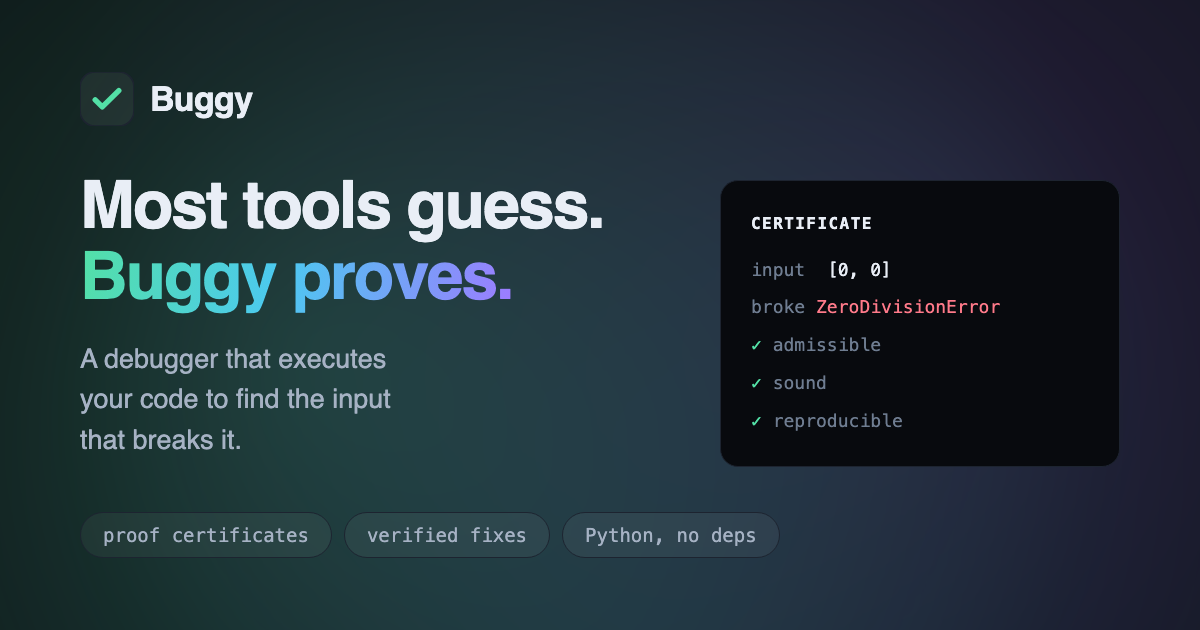 Buggy
Most tools guess.
Buggy proves.
A debugger that executes
your code to find the input
that breaks it.
CERTIFICATE
input [0, 0]
broke ZeroDivisionError
✓ admissible
✓ sound
✓ reproducible
proof certificates
verified fixes
Python, no deps